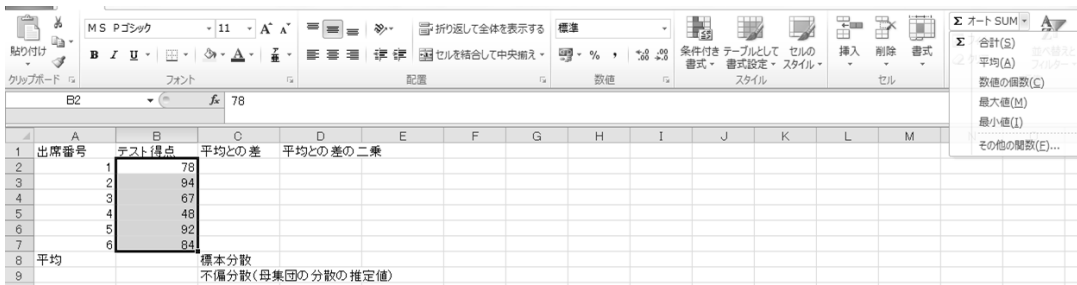 ＭＳ Ｐゴシック 11 A A 折り返して全体を表示する 標準 Σ オート SUM
貼り付け B I U A セルを結合して中央揃え % , 条件付き書式 テーブルとして書式設定 セルのスタイル 挿入 削除 書式
クリップボード フォント 配置 数値 スタイル セル
Σ 合計(S)
平均(A)
数値の個数(C)
最大値(M)
最小値(I)
その他の関数(F)...
B2 fx 78
A B C D E F G H I J K L M
1 出席番号 テスト得点 平均との差 平均との差の二乗
2 1 78
3 2 94
4 3 67
5 4 48
6 5 92
7 6 84
8 平均 標本分散
9 不偏分散(母集団の分散の推定値)